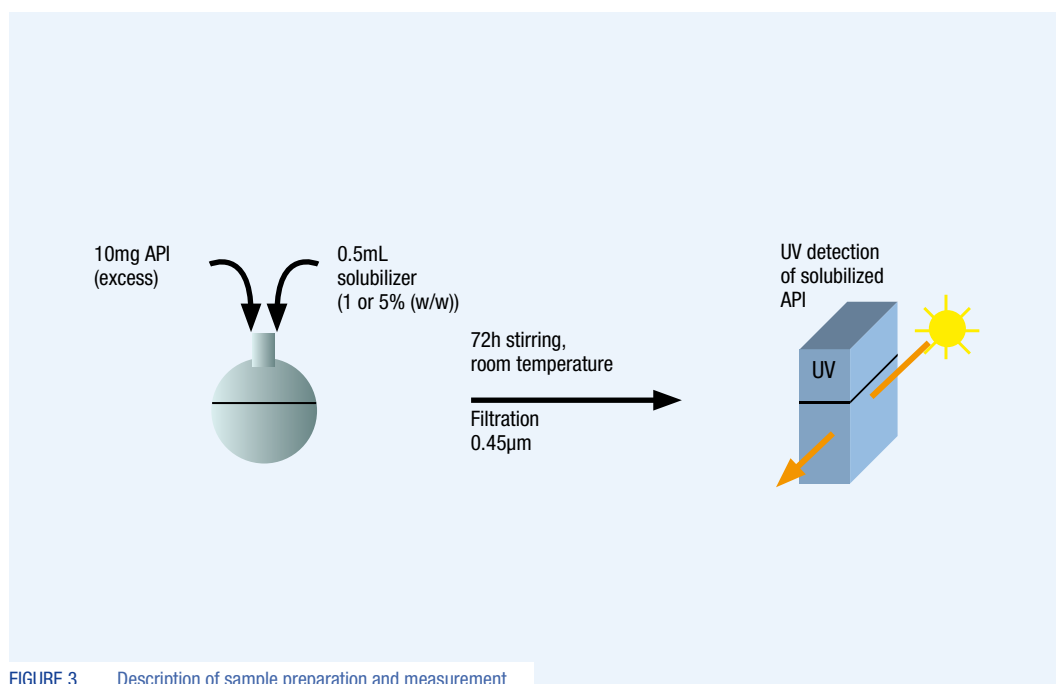 10mg API
(excess)
0.5mL
solubilizer
(1 or 5% (w/w))
72h stirring,
room temperature
Filtration
0.45µm
UV detection
of solubilized
API
UV
FIGURE 3 Description of sample preparation and measurement